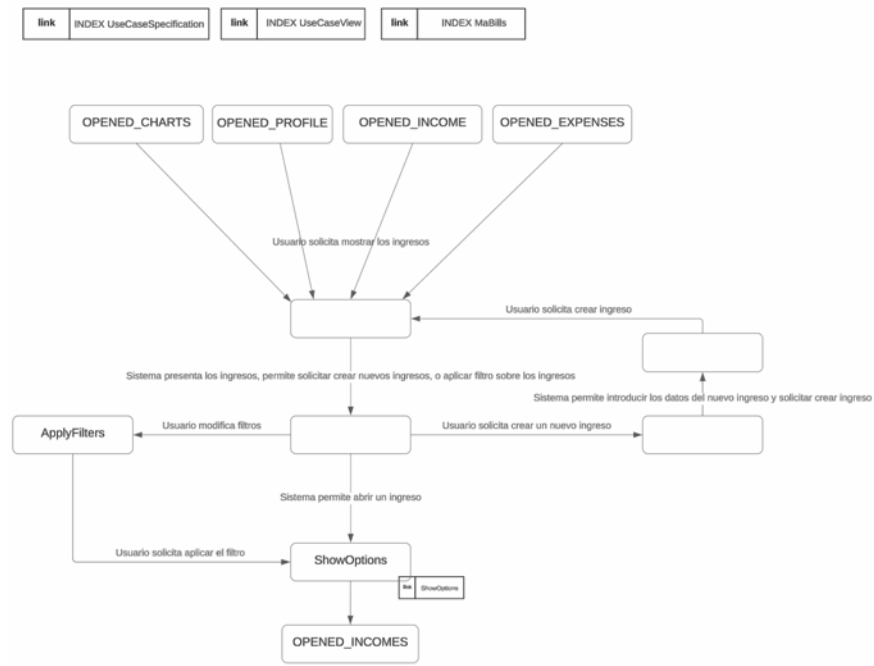 link INDEX UseCaseSpecification link INDEX UseCaseView link INDEX MaBills
OPENED_CHARTS OPENED_PROFILE OPENED_INCOME OPENED_EXPENSES
Usuario solicita mostrar los ingresos
Usuario solicita crear ingreso
Sistema presenta los ingresos, permite solicitar crear nuevos ingresos, o aplicar filtro sobre los ingresos
Sistema permite introducir los datos del nuevo ingreso y solicitar crear ingreso
ApplyFilters Usuario modifica filtros Usuario solicita crear un nuevo ingreso
Sistema permite abrir un ingreso
Usuario solicita aplicar el filtro
ShowOptions
link ShowOptions
OPENED_INCOMES